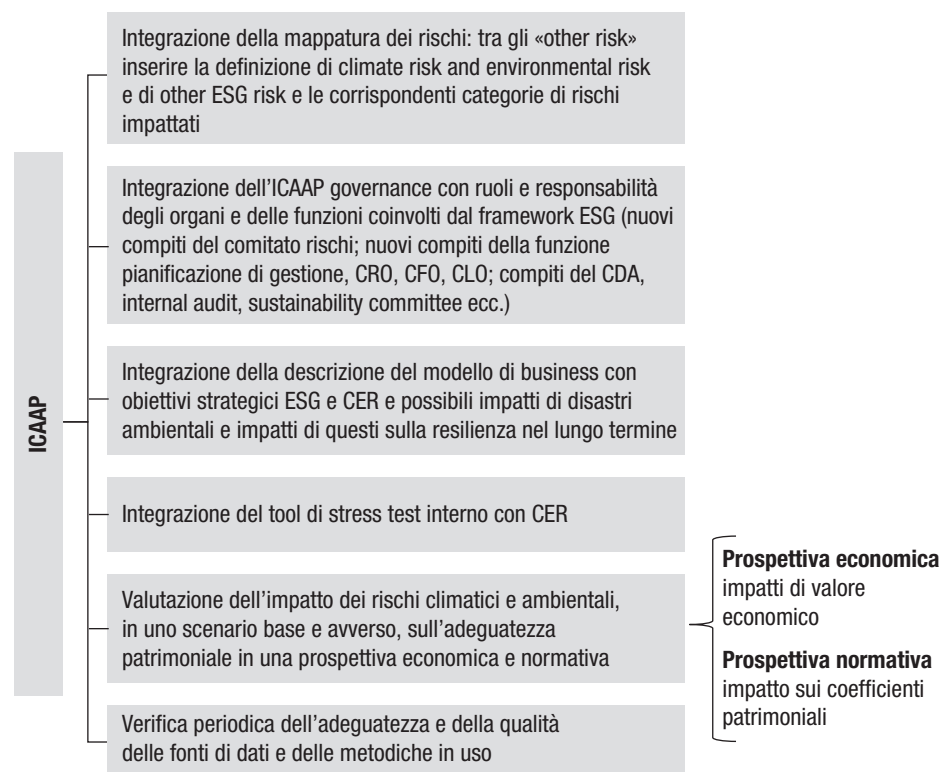 Integrazione della mappatura dei rischi: tra gli «other risk»
inserire la definizione di climate risk and environmental risk
e di other ESG risk e le corrispondenti categorie di rischi
impattati
Integrazione dell'ICAAP governance con ruoli e responsabilità
degli organi e delle funzioni coinvolti dal framework ESG (nuovi
compiti del comitato rischi; nuovi compiti della funzione
pianificazione di gestione, CRO, CFO, CLO; compiti del CDA,
internal audit, sustainability committee ecc.)
Integrazione della descrizione del modello di business con
obiettivi strategici ESG e CER e possibili impatti di disastri
ambientali e impatti di questi sulla resilienza nel lungo termine
ICAAP
Integrazione del tool di stress test interno con CER
Valutazione dell'impatto dei rischi climatici e ambientali,
in uno scenario base e avverso, sull'adeguatezza
patrimoniale in una prospettiva economica e normativa
Prospettiva economica
impatti di valore
economico
Prospettiva normativa
impatto sui coefficienti
patrimoniali
Verifica periodica dell'adeguatezza e della qualità
delle fonti di dati e delle metodiche in uso